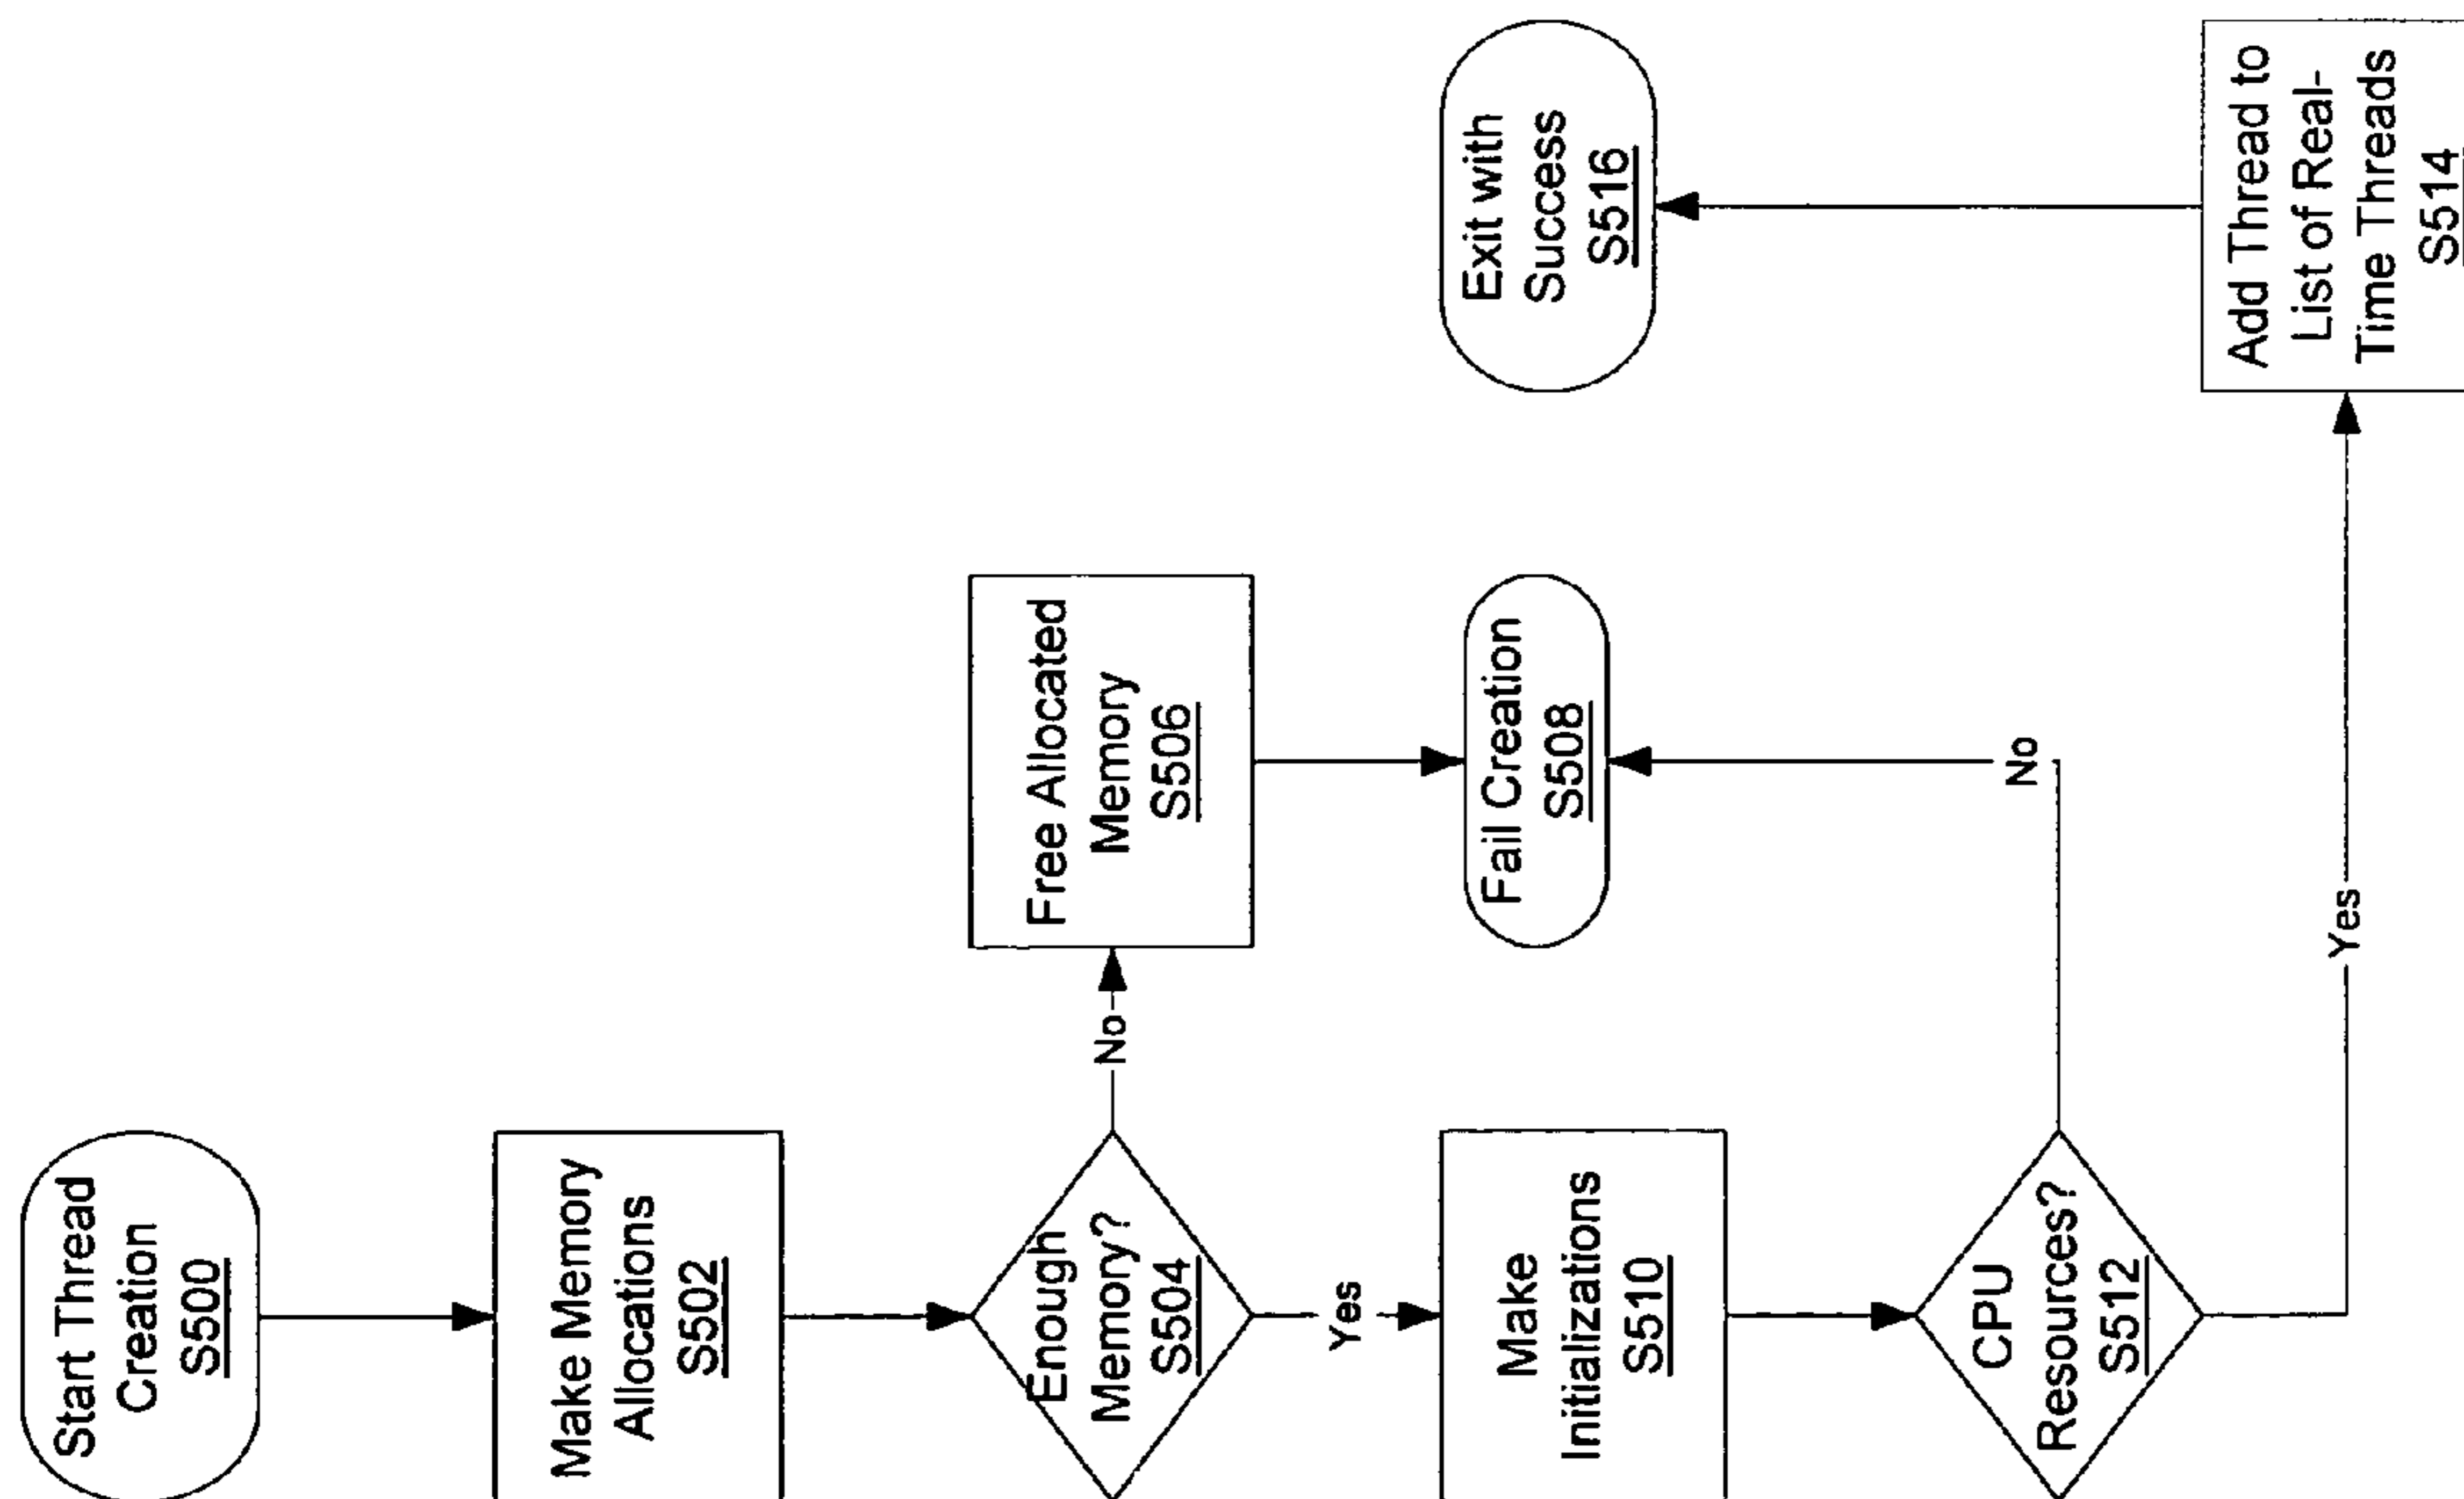 Start Thread
Creation
S500
Make Memory
Allocations
S502
Enough
Memory?
S504
No
Free Allocated
Memory
S506
Fail Creation
S508
Yes
Make
Initializations
S510
CPU
Resources?
S512
No
Yes
Add Thread to
List of Real-
Time Threads
S514
Exit with
Success
S516